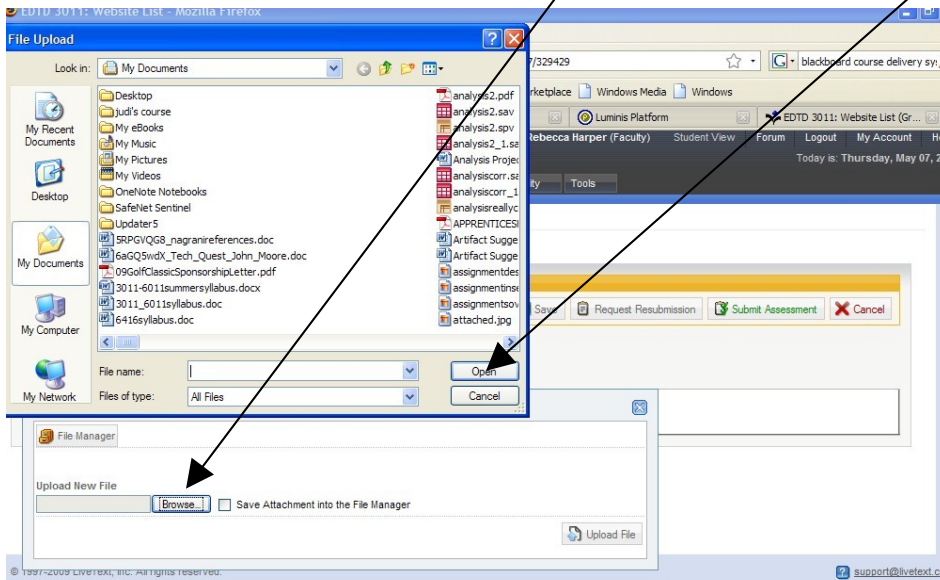 EDTD 3011: Website List - Mozilla Firefox
File Upload
Look in: My Documents
7/329429
blackboard course delivery sys
rketplace Windows Media Windows
Luminis Platform
EDTD 3011: Website List (Gr...
Rebecca Harper (Faculty) Student View Forum Logout My Account H
Today is: Thursday, May 07, 2
ity Tools
My Recent Documents
Desktop
My Documents
My Computer
My Network
Desktop
judi's course
My eBooks
My Music
My Pictures
My Videos
OneNote Notebooks
SafeNet Sentinel
Updater5
5RPGVQG8_nagranireferences.doc
6aGQ5wdX_Tech_Quest_John_Moore.doc
09GolfClassicSponsorshipLetter.pdf
3011-6011summersyllabus.docx
3011_6011syllabus.doc
6416syllabus.doc
analysis2.pdf
analysis2.sav
analysis2.spv
analysis2_1.sa
Analysis Projec
analysiscorr.sa
analysiscorr_1
analysisreallyc
APPRENTICESH
Artifact Sugge
Artifact Sugge
assignmentdes
assignmentinse
assignmentsov
attached.jpg
File name: Open
Files of type: All Files Cancel
Save Request Resubmission Submit Assessment Cancel
File Manager
Upload New File
Browse... Save Attachment into the File Manager
Upload File
© 1997-2009 LiveText, Inc. All rights reserved.
support@livetext.c